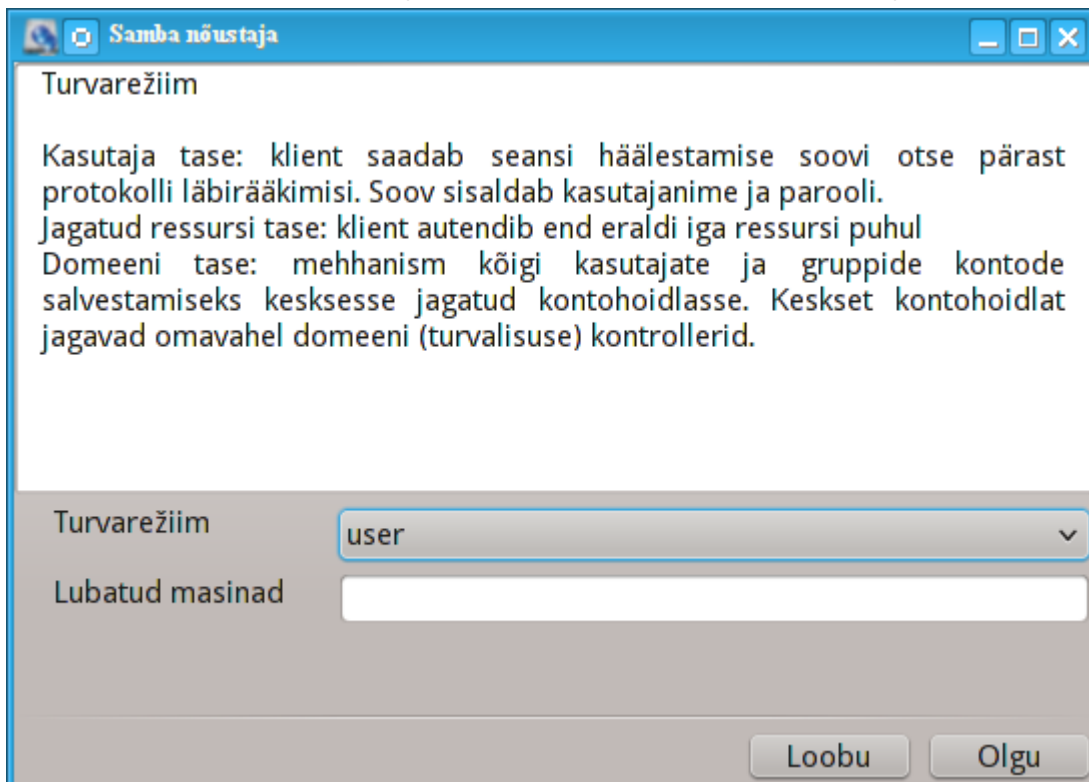 Samba nõustaja
Turvarežiim
Kasutaja tase: klient saadab seansi häälestamise soovi otse pärast
protokolli läbirääkimisi. Soov sisaldab kasutajanime ja parooli.
Jagatud ressursi tase: klient autendib end eraldi iga ressursi puhul
Domeeni tase: mehhanism kõigi kasutajate ja gruppide kontode
salvestamiseks kesksesse jagatud kontohoidlasse. Keskset kontohoidlat
jagavad omavahel domeeni (turvalisuse) kontrollerid.
Turvarežiim
user
Lubatud masinad
Loobu
Olgu